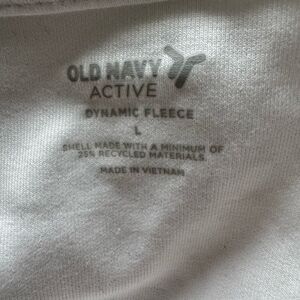 OLD NAVY
ACTIVE
DYNAMIC FLEECE
L
SHELL MADE WITH A MINIMUM OF
25% RECYCLED MATERIALS.
MADE IN VIETNAM